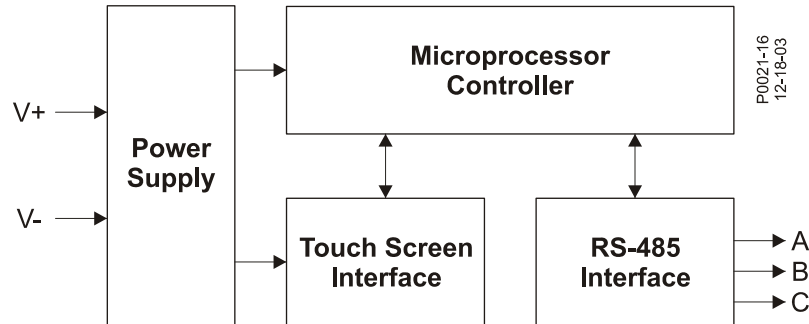 Microprocessor
Controller
P0021-16
12-18-03
V+
Power
Supply
V-
Touch Screen
Interface
RS-485
Interface
A
B
C